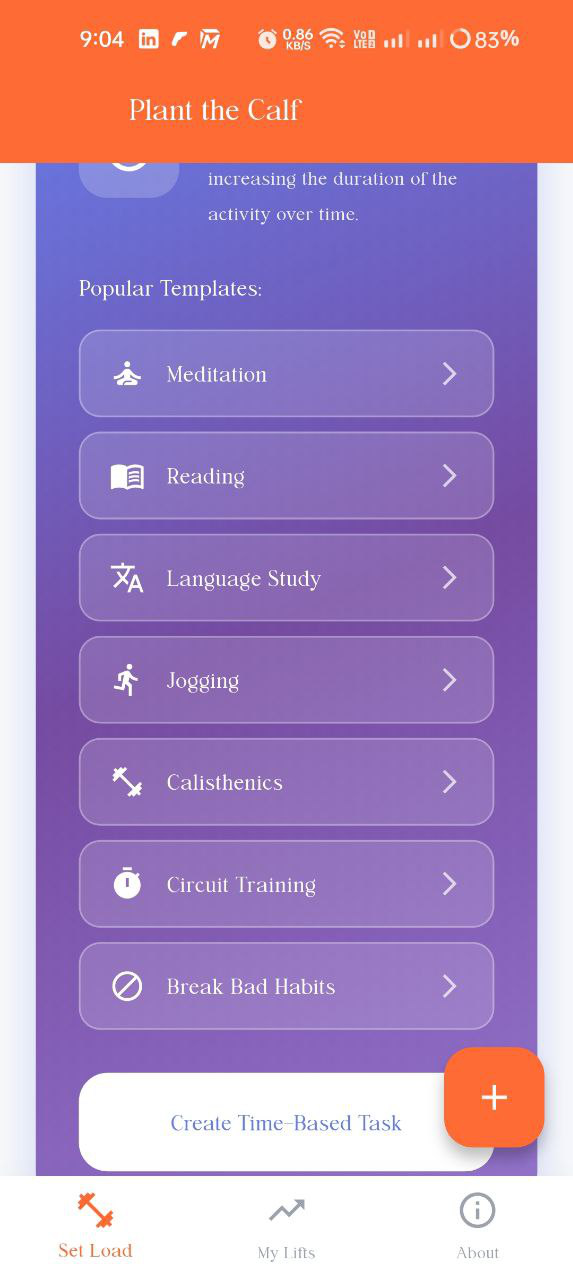 9:04
0.86
KB/S
83%
Plant the Calf
increasing the duration of the
activity over time.
Popular Templates:
Meditation
Reading
Language Study
Jogging
Calisthenics
Circuit Training
Break Bad Habits
Create Time-Based Task
Set Load
My Lifts
About